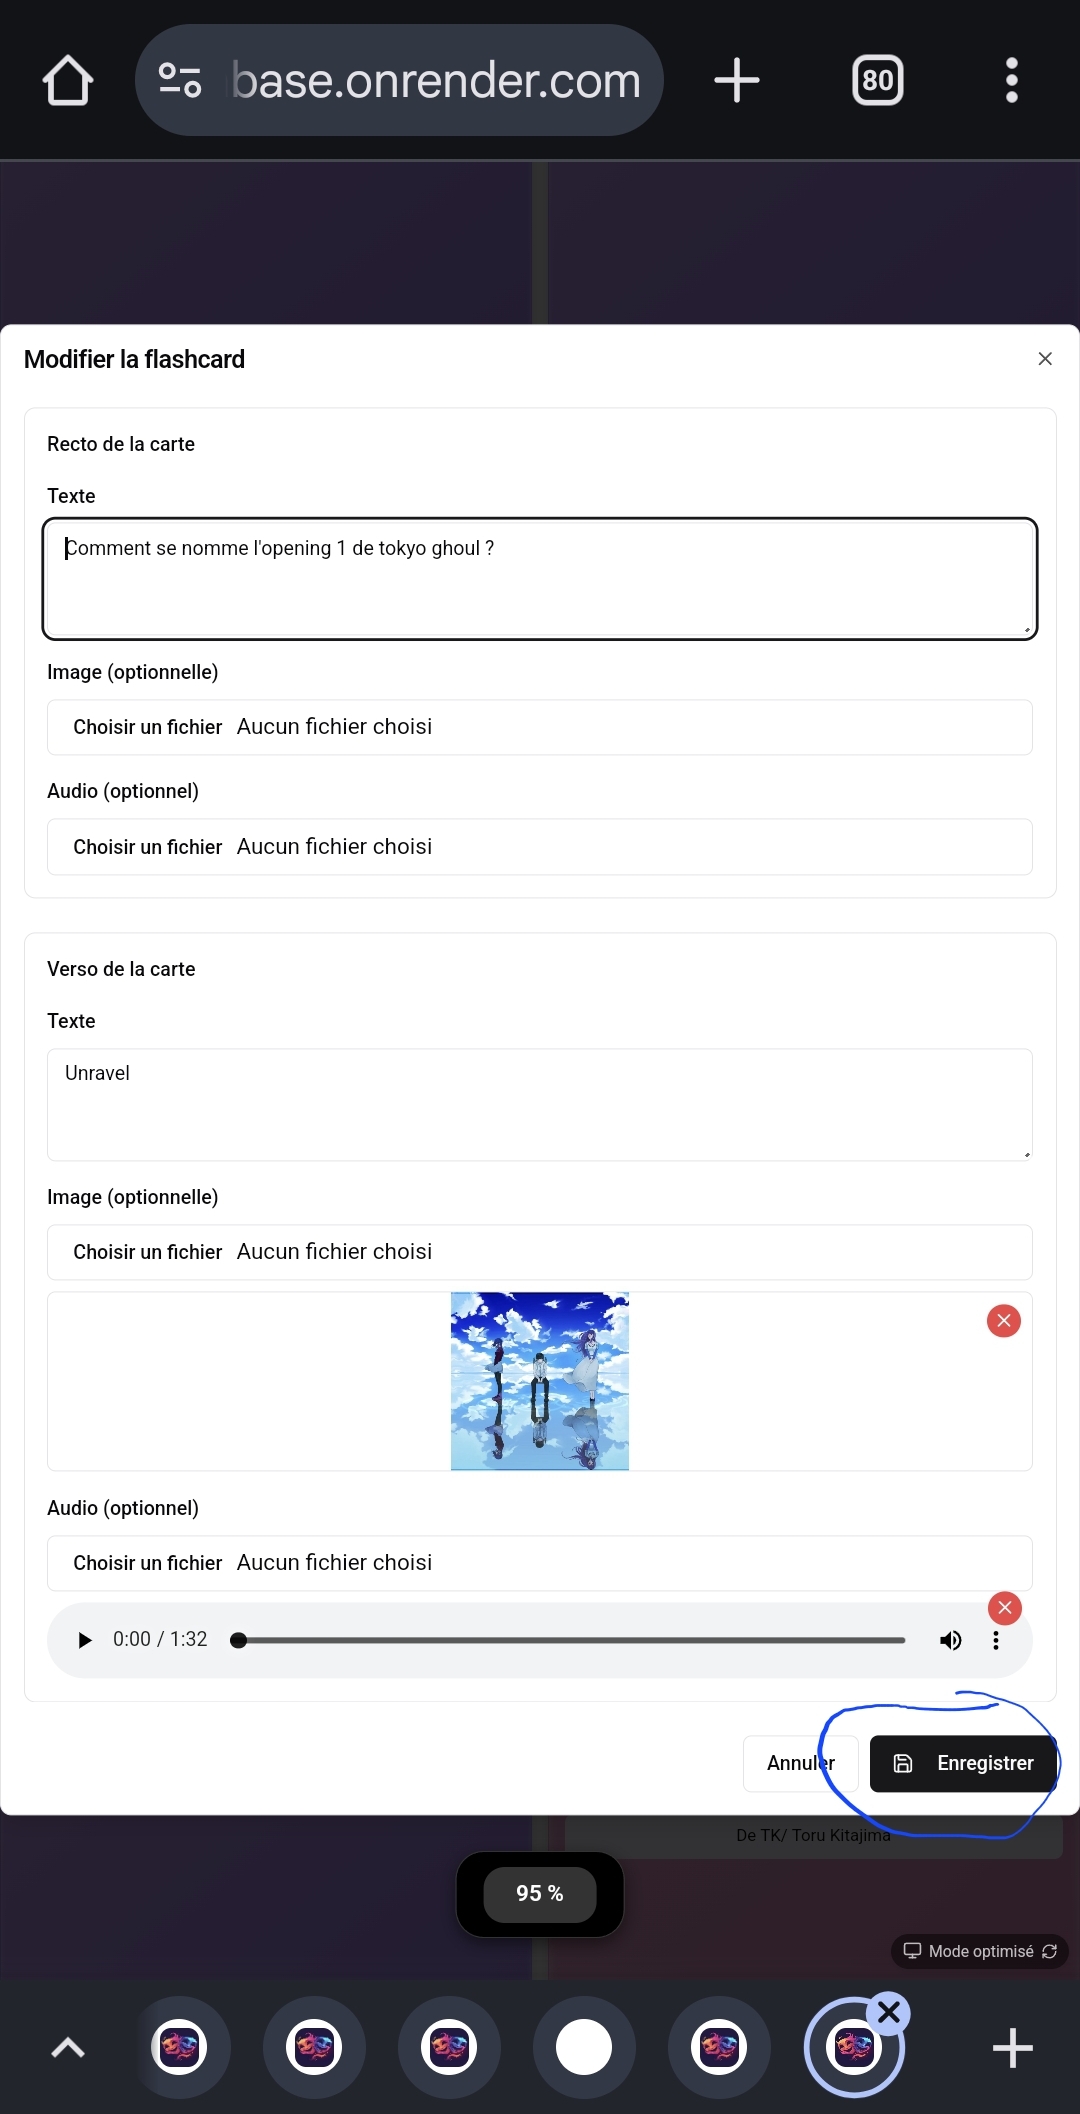 base.onrender.com
80
Modifier la flashcard
Recto de la carte
Texte
Comment se nomme l'opening 1 de tokyo ghoul ?
Image (optionnelle)
Choisir un fichier Aucun fichier choisi
Audio (optionnel)
Choisir un fichier Aucun fichier choisi
Verso de la carte
Texte
Unravel
Image (optionnelle)
Choisir un fichier Aucun fichier choisi
Audio (optionnel)
Choisir un fichier Aucun fichier choisi
0:00 / 1:32
Annuler Enregistrer
De TK/ Toru Kitajima
95 %
Mode optimisé